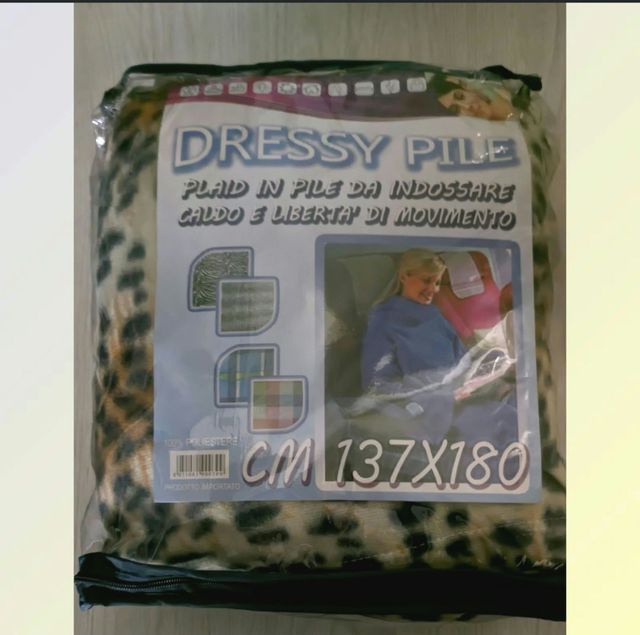 DRESSY PILE
PLAID IN PILE DA INDOSSARE
CALDO E LIBERTA' DI MOVIMENTO
100% POLIESTERE
CM 137X180
PRODOTTO IMPORTATO